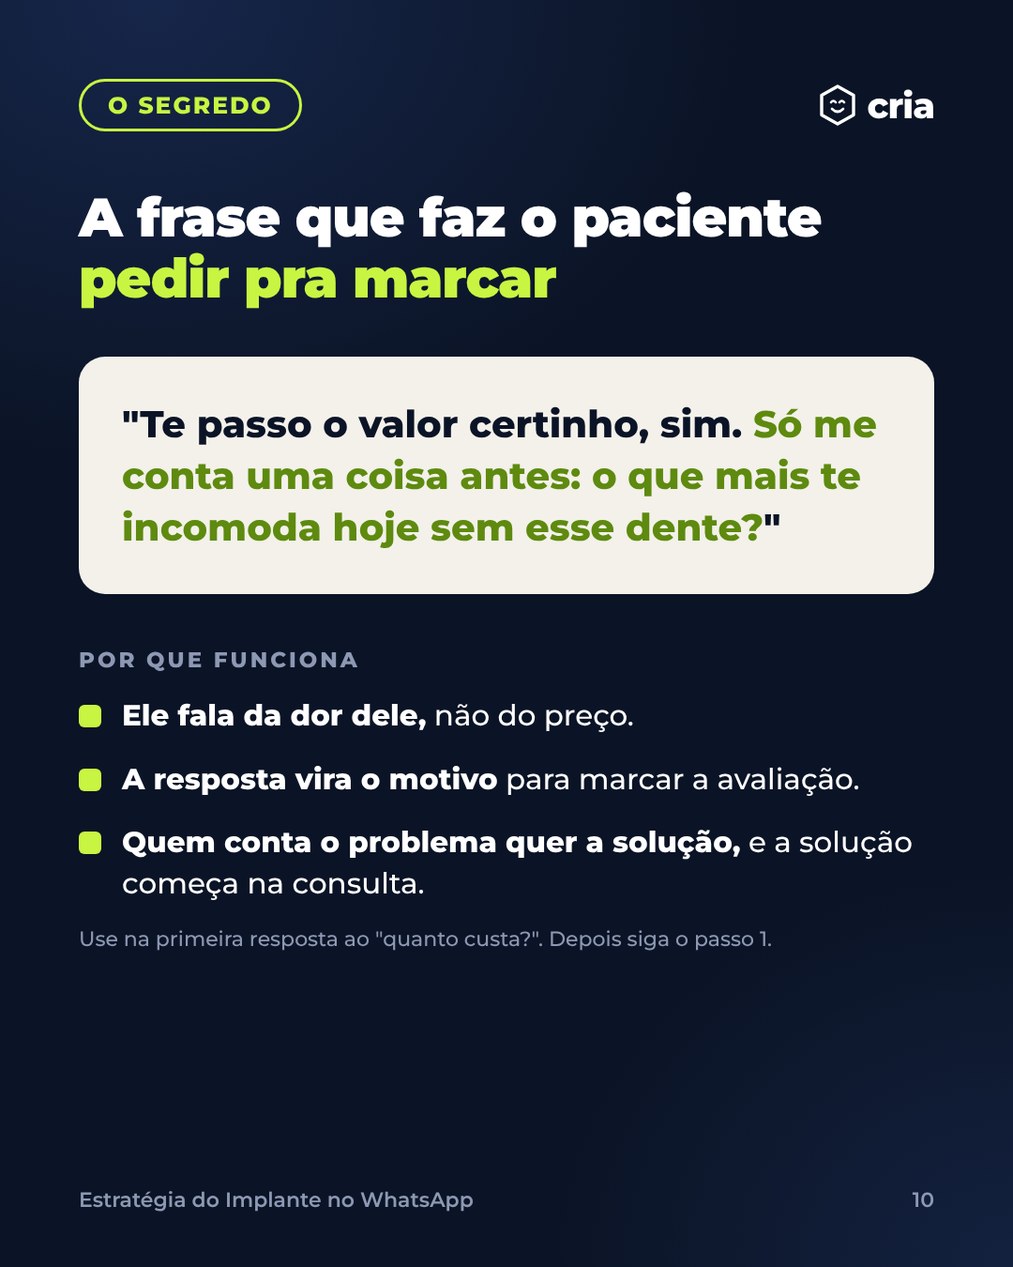 O SEGREDO
cria
A frase que faz o paciente
pedir pra marcar
"Te passo o valor certinho, sim. Só me
conta uma coisa antes: o que mais te
incomoda hoje sem esse dente?"
POR QUE FUNCIONA
Ele fala da dor dele, não do preço.
A resposta vira o motivo para marcar a avaliação.
Quem conta o problema quer a solução, e a solução
começa na consulta.
Use na primeira resposta ao "quanto custa?". Depois siga o passo 1.
Estratégia do Implante no WhatsApp
10